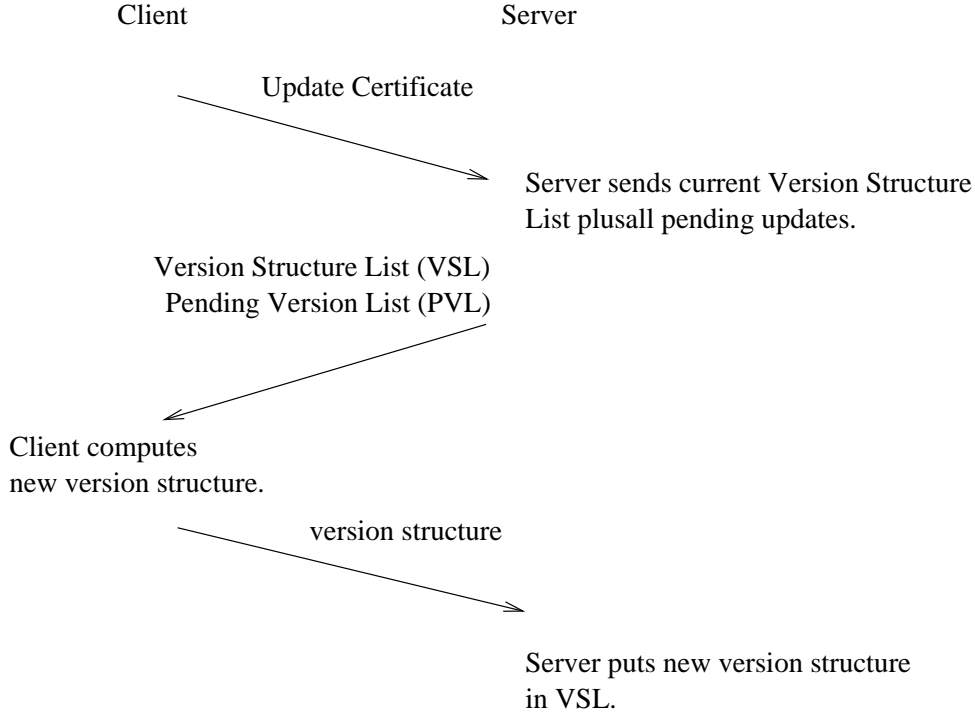 Client
Server
Update Certificate
Server sends current Version Structure
List plusall pending updates.
Version Structure List (VSL)
Pending Version List (PVL)
Client computes
new version structure.
version structure
Server puts new version structure
in VSL.